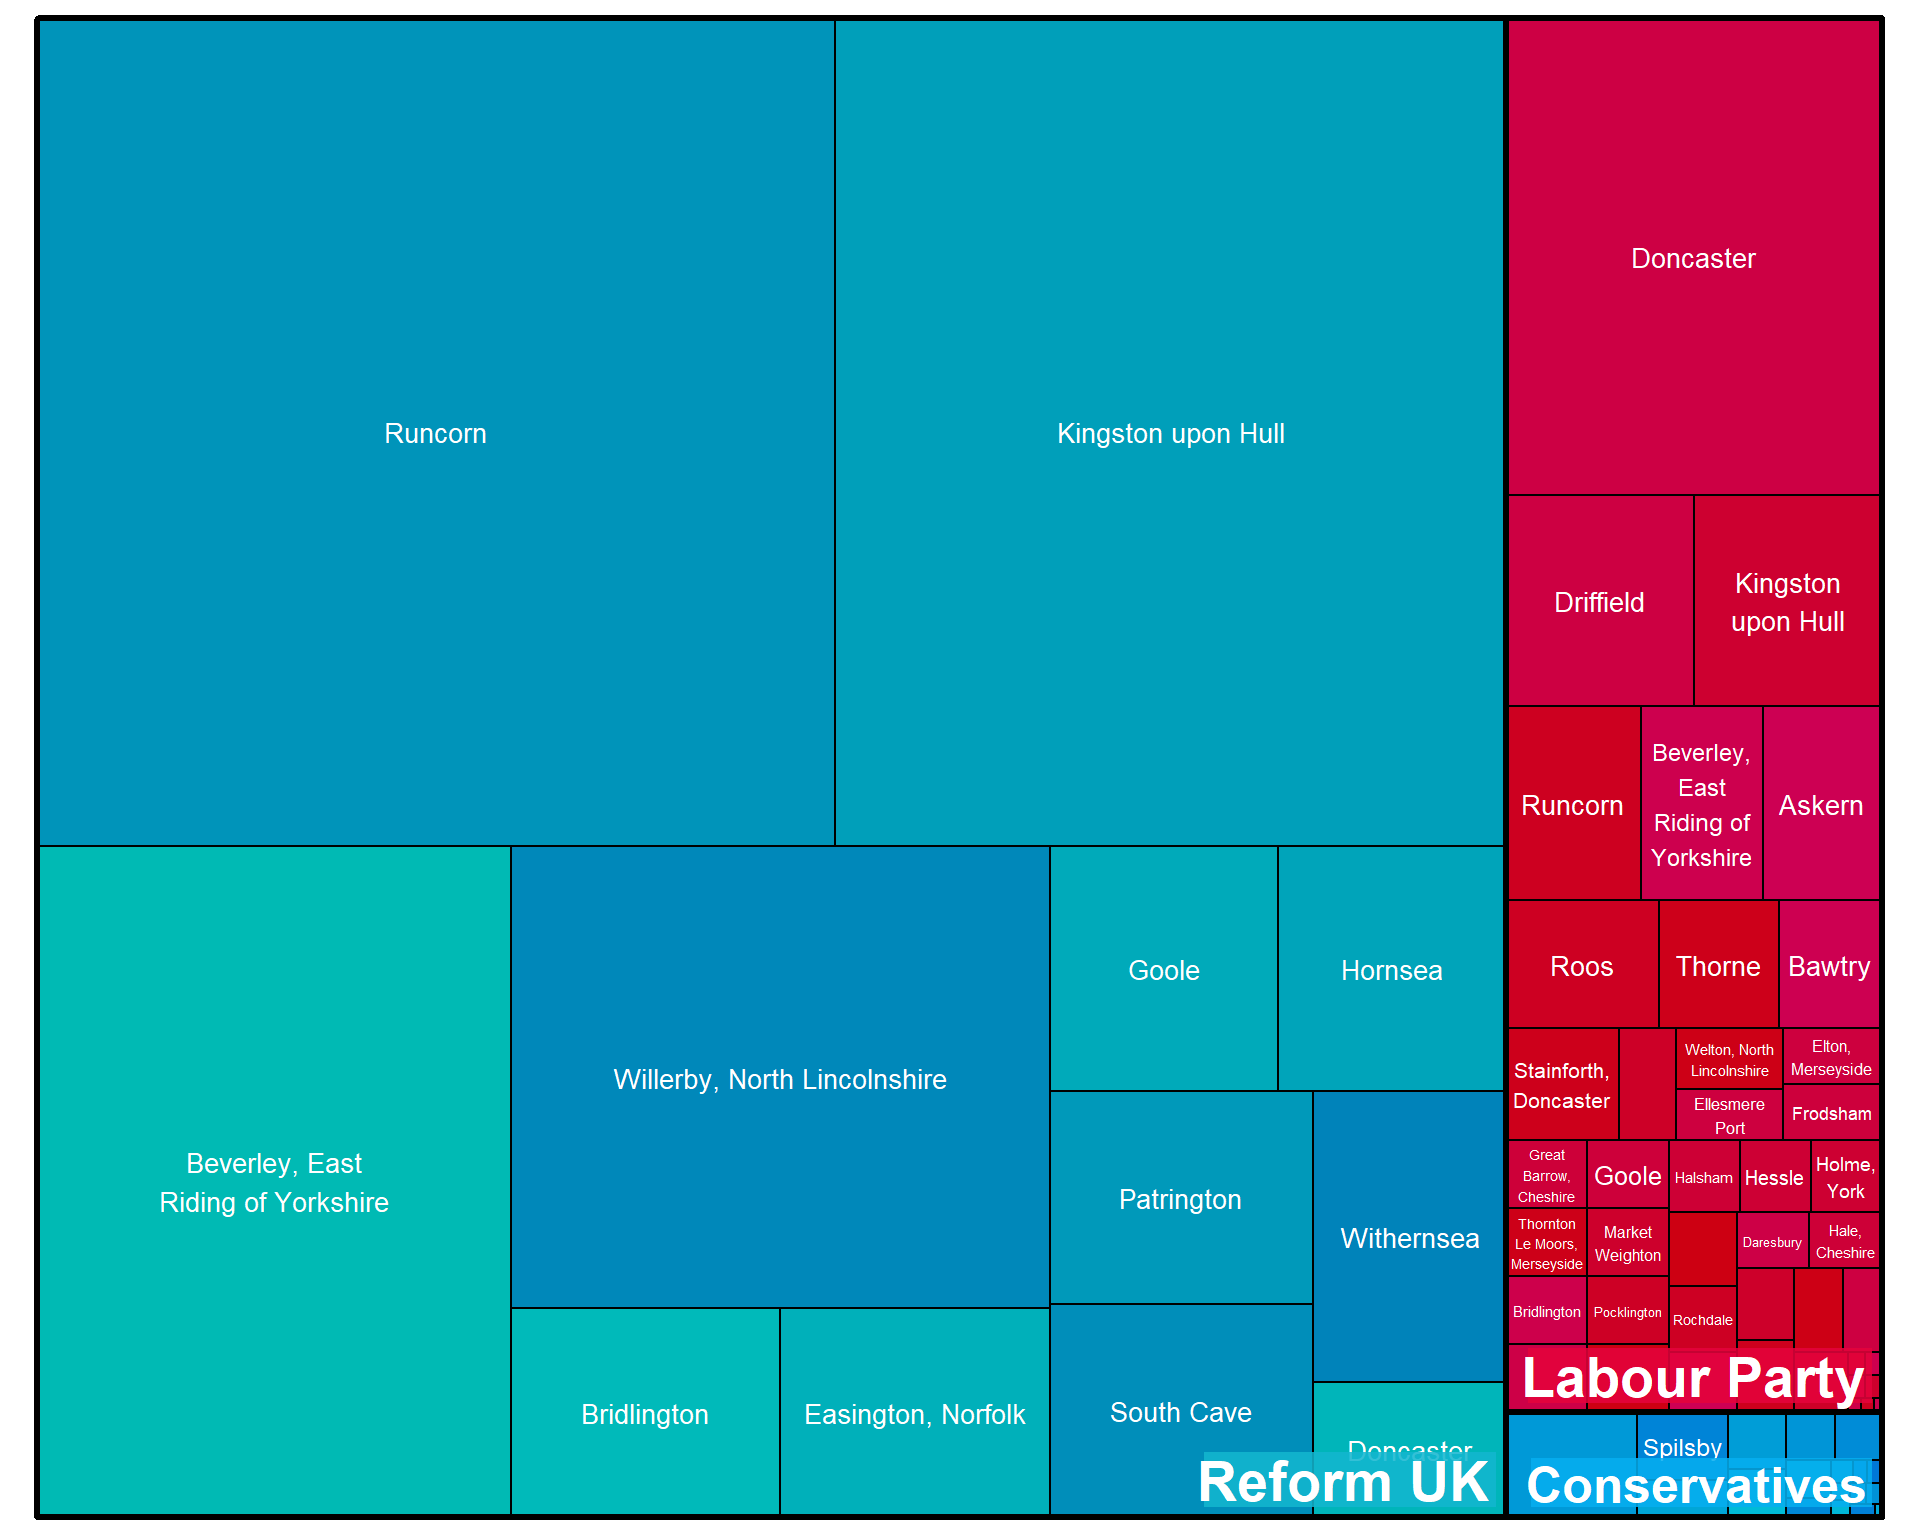 Runcorn
Kingston upon Hull
Beverley, East
Riding of Yorkshire
Willerby, North Lincolnshire
Bridlington
Easington, Norfolk
Goole
Hornsea
Patrington
Withernsea
South Cave
Doncaster
Reform UK
Doncaster
Driffield
Kingston
upon Hull
Runcorn
Beverley,
East
Riding of
Yorkshire
Askern
Roos
Thorne
Bawtry
Stainforth,
Doncaster
Welton, North
Lincolnshire
Elton,
Merseyside
Ellesmere
Port
Frodsham
Great
Barrow,
Cheshire
Goole
Halsham
Hessle
Holme,
York
Thornton
Le Moors,
Merseyside
Market
Weighton
Daresbury
Hale,
Cheshire
Bridlington
Pocklington
Rochdale
Labour Party
Spilsby
Conservatives